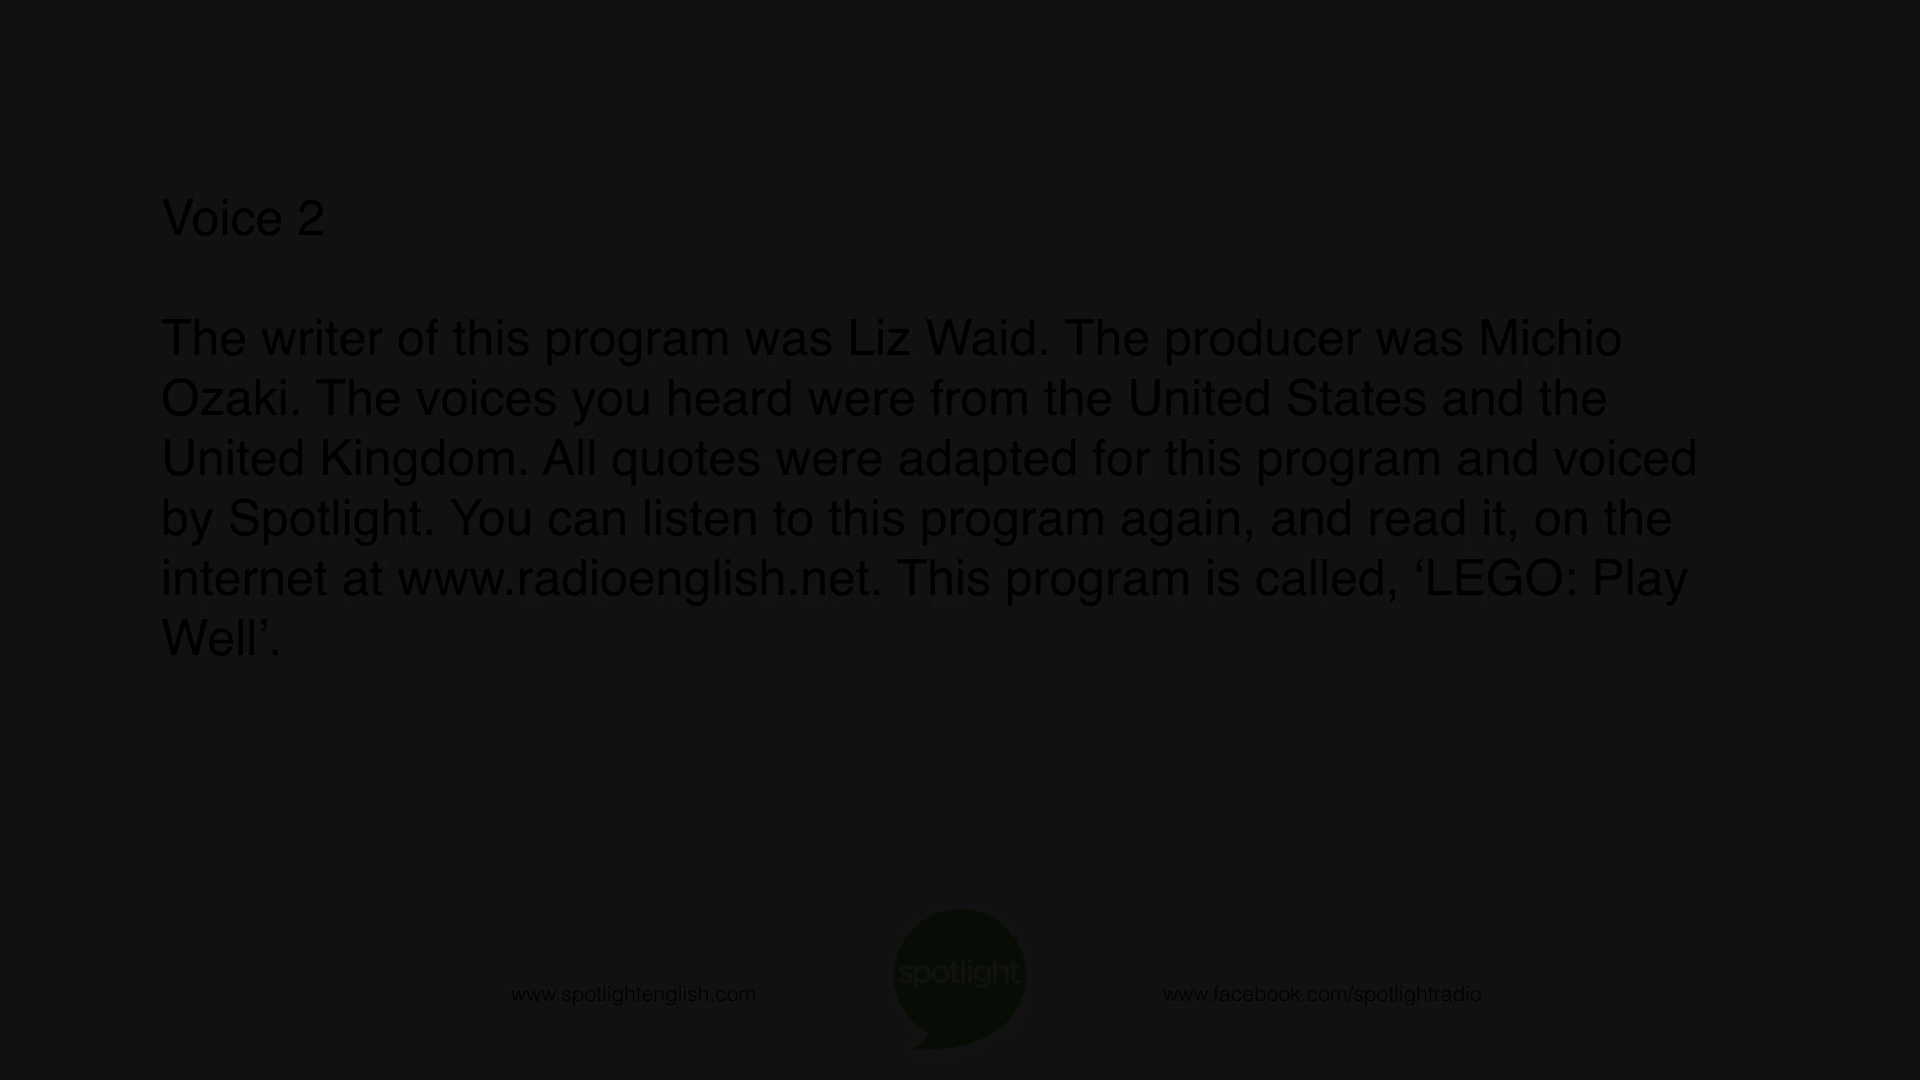 Voice 2
The writer of this program was Liz Waid. The producer was Michio
Ozaki. The voices you heard were from the United States and the
United Kingdom. All quotes were adapted for this program and voiced
by Spotlight. You can listen to this program again, and read it, on the
internet at www.radioenglish.net. This program is called, ‘LEGO: Play
Well’.
spotlight
www.spotlightenglish.com
www.facebook.com/spotlightradio